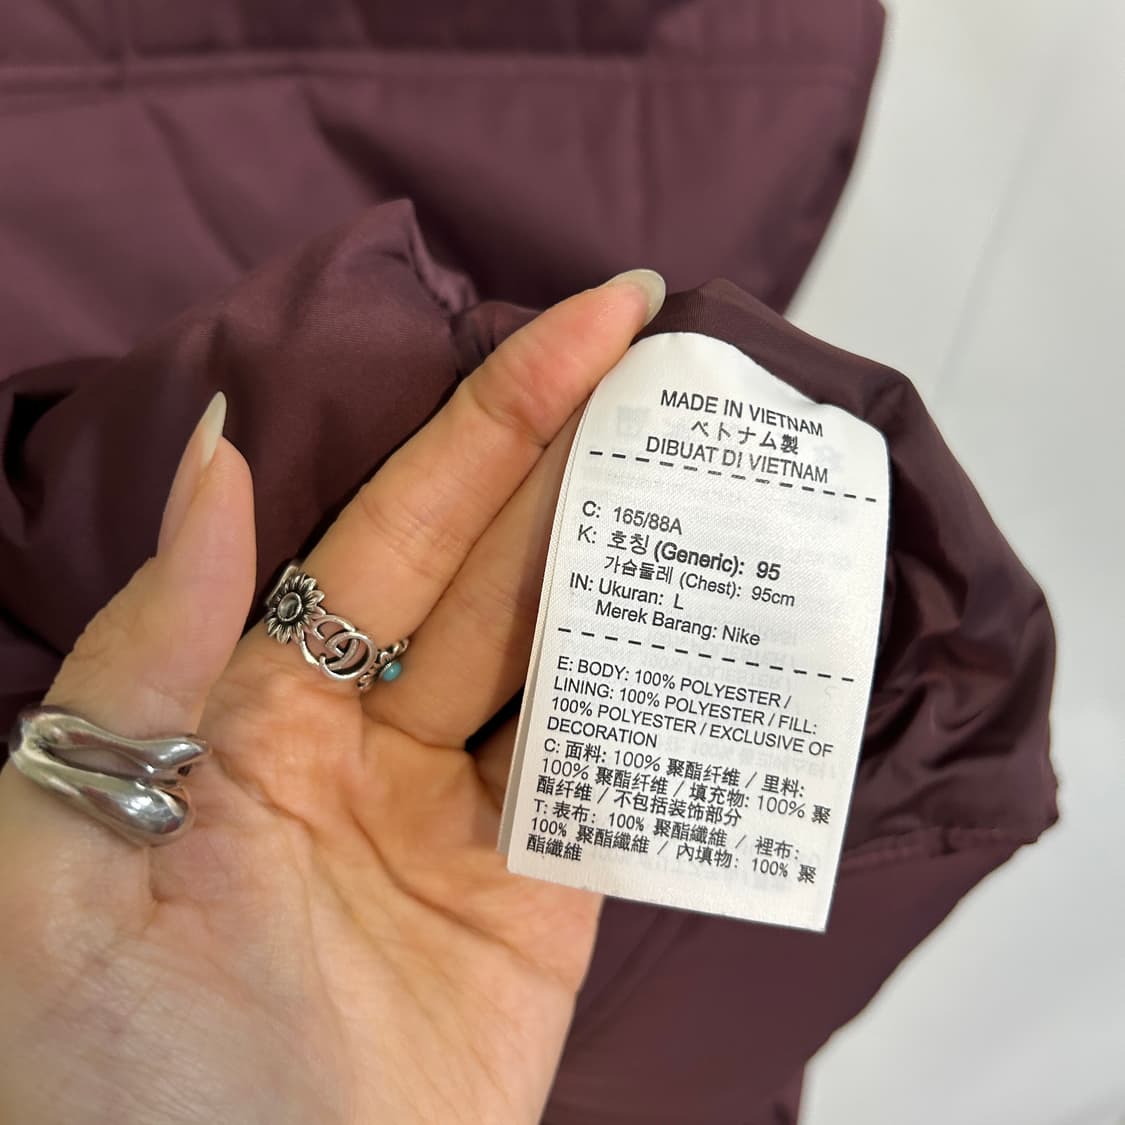 MADE IN VIETNAM
ベトナム製
DIBUAT DI VIETNAM
C: 165/88A
K: 호칭 (Generic): 95
가슴둘레 (Chest): 95cm
IN: Ukuran: L
Merek Barang: Nike
E: BODY: 100% POLYESTER /
LINING: 100% POLYESTER / FILL:
100% POLYESTER / EXCLUSIVE OF
DECORATION
C: 面料: 100% 聚酯纤维 / 里料:
100% 聚酯纤维 / 填充物: 100% 聚
酯纤维 / 不包括装饰部分
T: 表布: 100% 聚酯纖維 / 裡布:
100% 聚酯纖維 / 內填物: 100% 聚
酯纖維